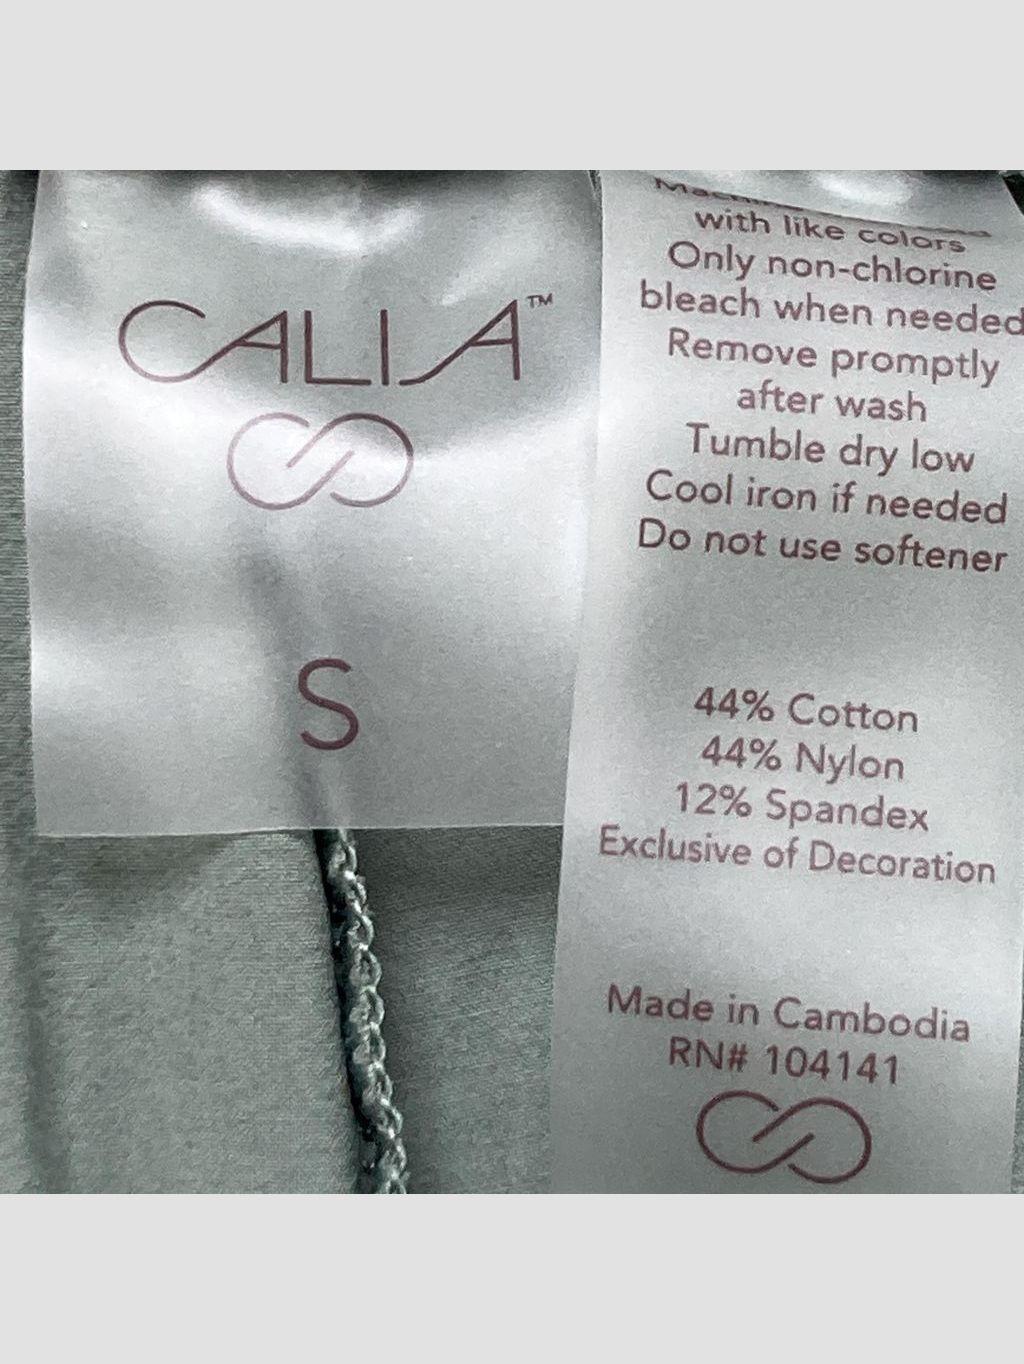 CALIA™
S
with like colors
Only non-chlorine
bleach when needed
Remove promptly
after wash
Tumble dry low
Cool iron if needed
Do not use softener
44% Cotton
44% Nylon
12% Spandex
Exclusive of Decoration
Made in Cambodia
RN# 104141